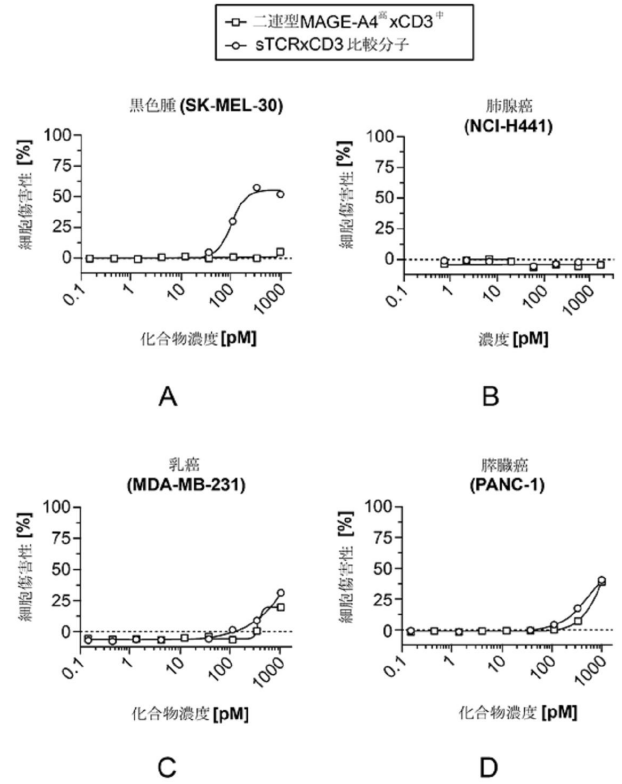 二連型MAGE-A4高xCD3中
sTCRxCD3比較分子
黒色腫(SK-MEL-30)
細胞傷害性 [%]
100
75
50
25
0
0.1
1
10
100
1000
化合物濃度[pM]
A
肺腺癌
(NCI-H441)
細胞傷害性 [%]
100
75
50
25
0
0.1
1
10
100
1000
濃度[pM]
B
乳癌
(MDA-MB-231)
細胞傷害性 [%]
100
75
50
25
0
0.1
1
10
100
1000
化合物濃度[pM]
C
膵臓癌
(PANC-1)
細胞傷害性 [%]
100
75
50
25
0
0.1
1
10
100
1000
化合物濃度[pM]
D